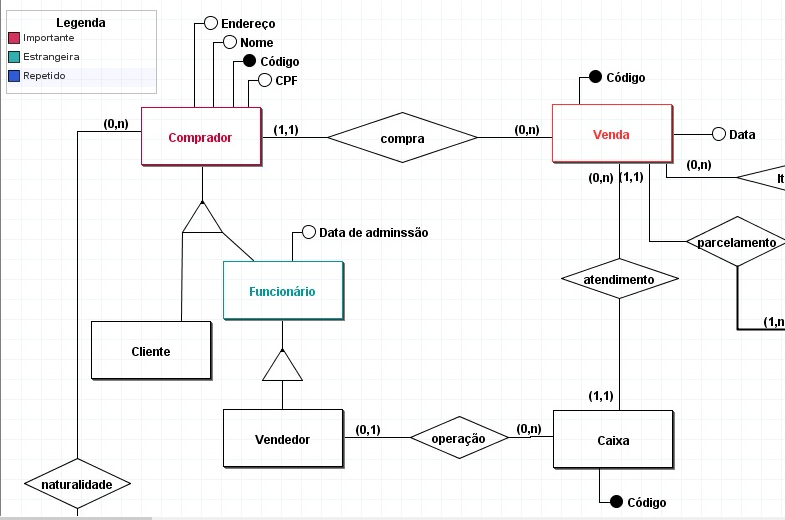 Legenda
Importante
Estrangeira
Repetido
Endereço
Nome
Código
CPF
Comprador
(0,n)
(1,1)
compra
(0,n)
Código
Venda
Data
(0,n)
(0,n)
(1,1)
It
parcelamento
(1,n
Data de adminssão
Funcionário
atendimento
Cliente
(1,1)
Vendedor
(0,1)
operação
(0,n)
Caixa
naturalidade
Código